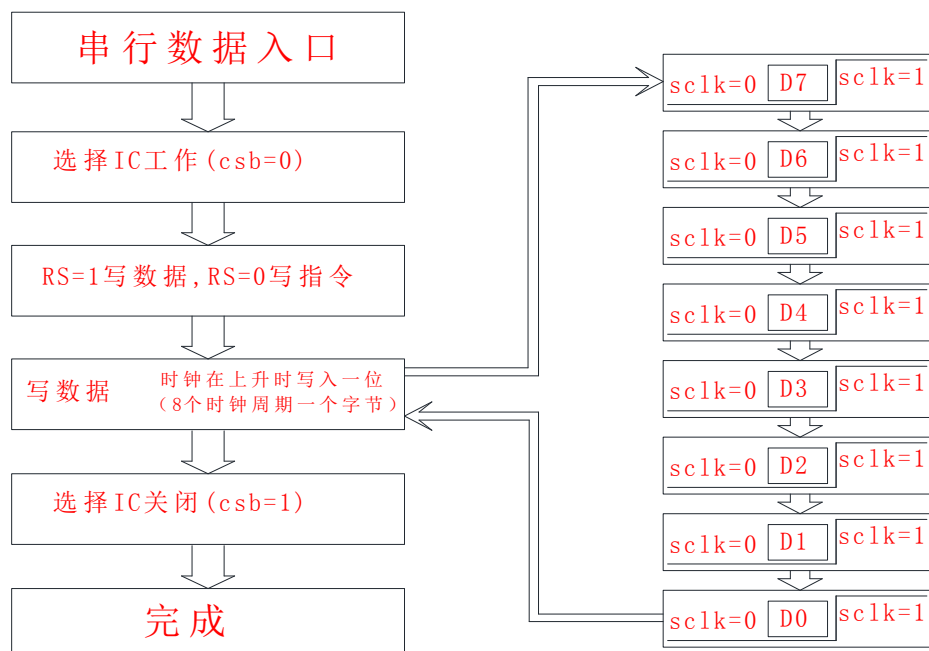 串行数据入口
选择IC工作(csb=0)
RS=1写数据,RS=0写指令
写数据 时钟在上升时写入一位
（8个时钟周期一个字节）
选择IC关闭(csb=1)
完成
sclk=0 D7 sclk=1
sclk=0 D6 sclk=1
sclk=0 D5 sclk=1
sclk=0 D4 sclk=1
sclk=0 D3 sclk=1
sclk=0 D2 sclk=1
sclk=0 D1 sclk=1
sclk=0 D0 sclk=1